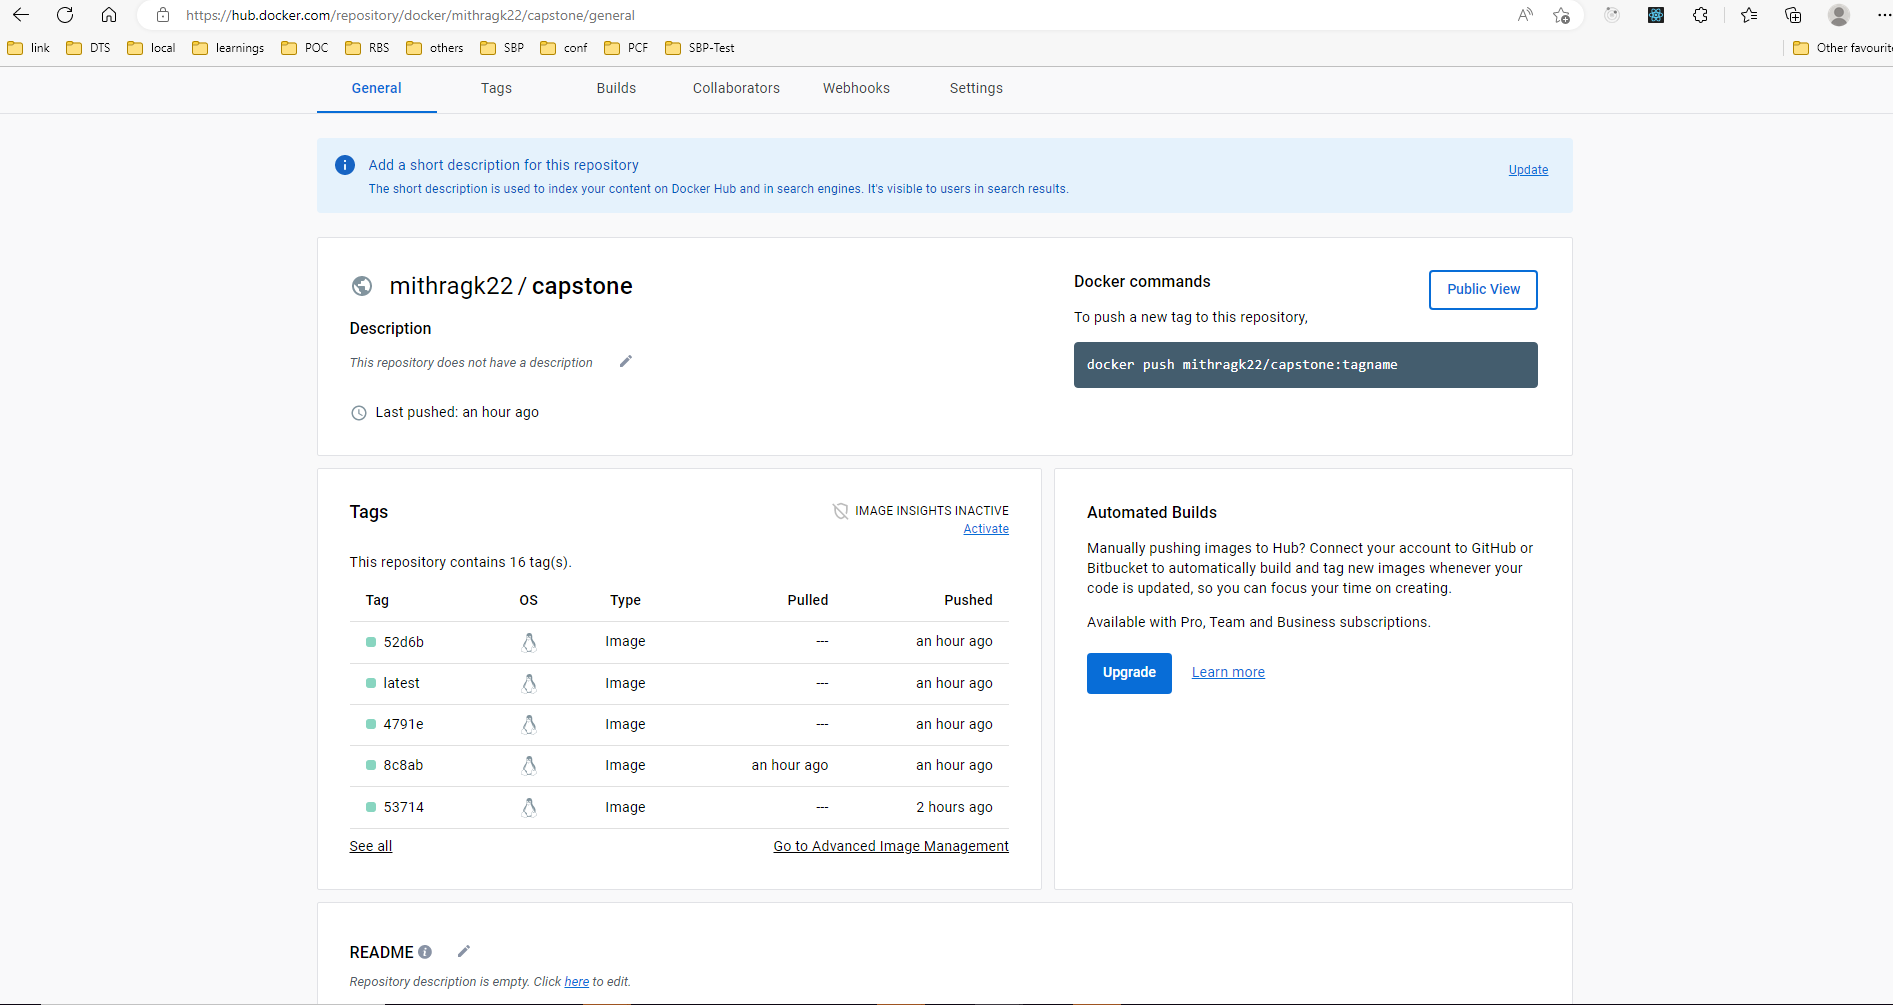 https://hub.docker.com/repository/docker/mithragk22/capstone/general
link DTS local learnings POC RBS others SBP conf PCF SBP-Test Other favourit
General Tags Builds Collaborators Webhooks Settings
Add a short description for this repository
The short description is used to index your content on Docker Hub and in search engines. It's visible to users in search results.
Update
mithragk22 / capstone
Description
This repository does not have a description
Last pushed: an hour ago
Docker commands
Public View
To push a new tag to this repository,
docker push mithragk22/capstone:tagname
Tags
IMAGE INSIGHTS INACTIVE
Activate
This repository contains 16 tag(s).
Tag OS Type Pulled Pushed
52d6b Image --- an hour ago
latest Image --- an hour ago
4791e Image --- an hour ago
8c8ab Image an hour ago an hour ago
53714 Image --- 2 hours ago
See all Go to Advanced Image Management
Automated Builds
Manually pushing images to Hub? Connect your account to GitHub or
Bitbucket to automatically build and tag new images whenever your
code is updated, so you can focus your time on creating.
Available with Pro, Team and Business subscriptions.
Upgrade Learn more
README
Repository description is empty. Click here to edit.